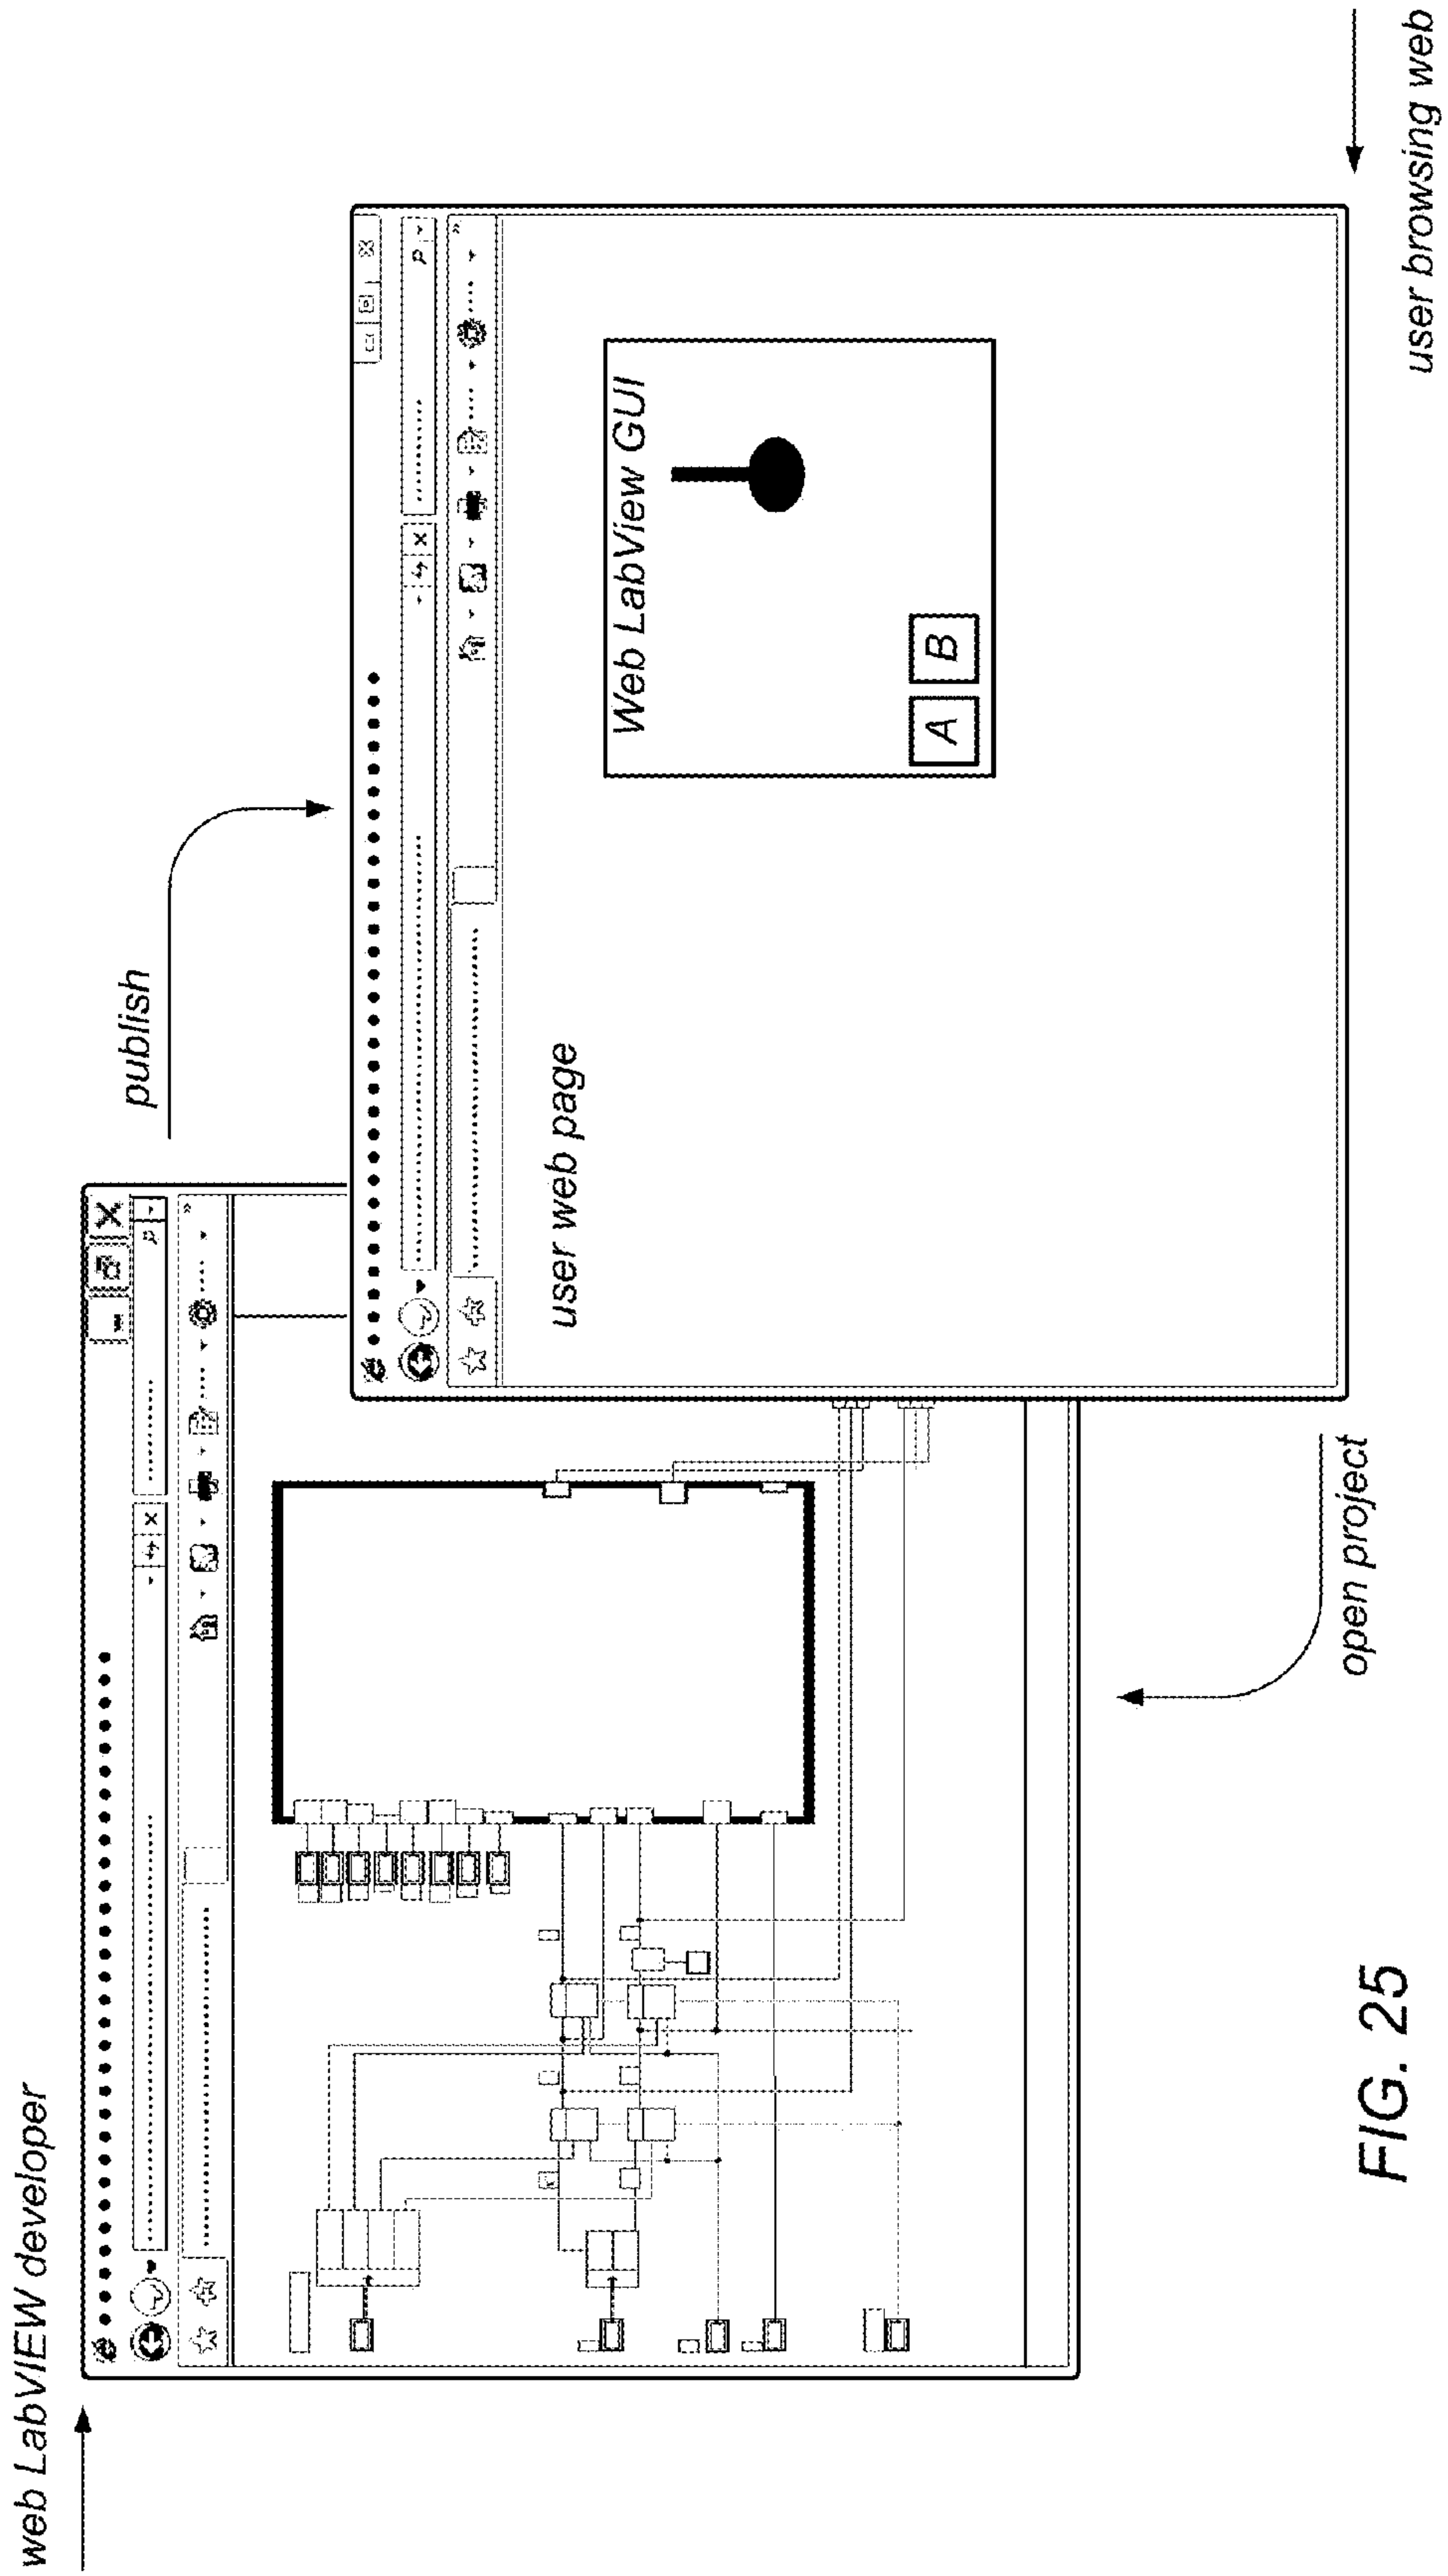 web LabVIEW developer
publish
user web page
Web LabView GUI
A
B
open project
user browsing web
FIG. 25